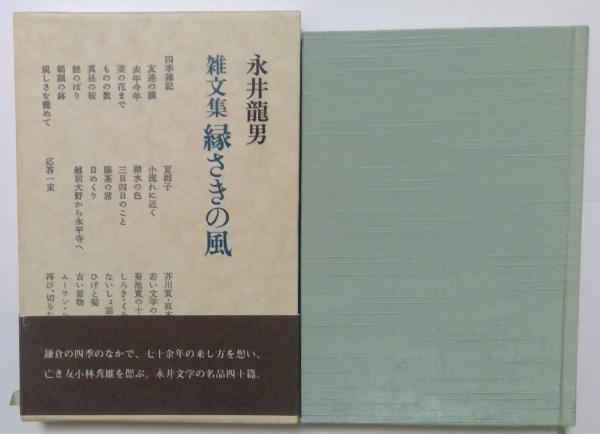 永井龍男
雑文集 縁さきの風
四季雑記
友達の顔
去年今年
菜の花まで
ものの数
真昼の桜
鯉のぼり
朝顔の鉢
親しさを籠めて
夏帽子
小流れに近く
湖水の色
三日四日のこと
日めくり
越前大野から永平寺へ
応答一束
芥川賞・直木
若い文学の
菊池寛の十
しろき・くろ
ないしょ話
ひげと髪
古い着物
ムーラン・ル
再び、切るた
鎌倉の四季のなかで、七十余年の来し方を想い、
亡き友小林秀雄を偲ぶ。永井文学の名品四十篇。